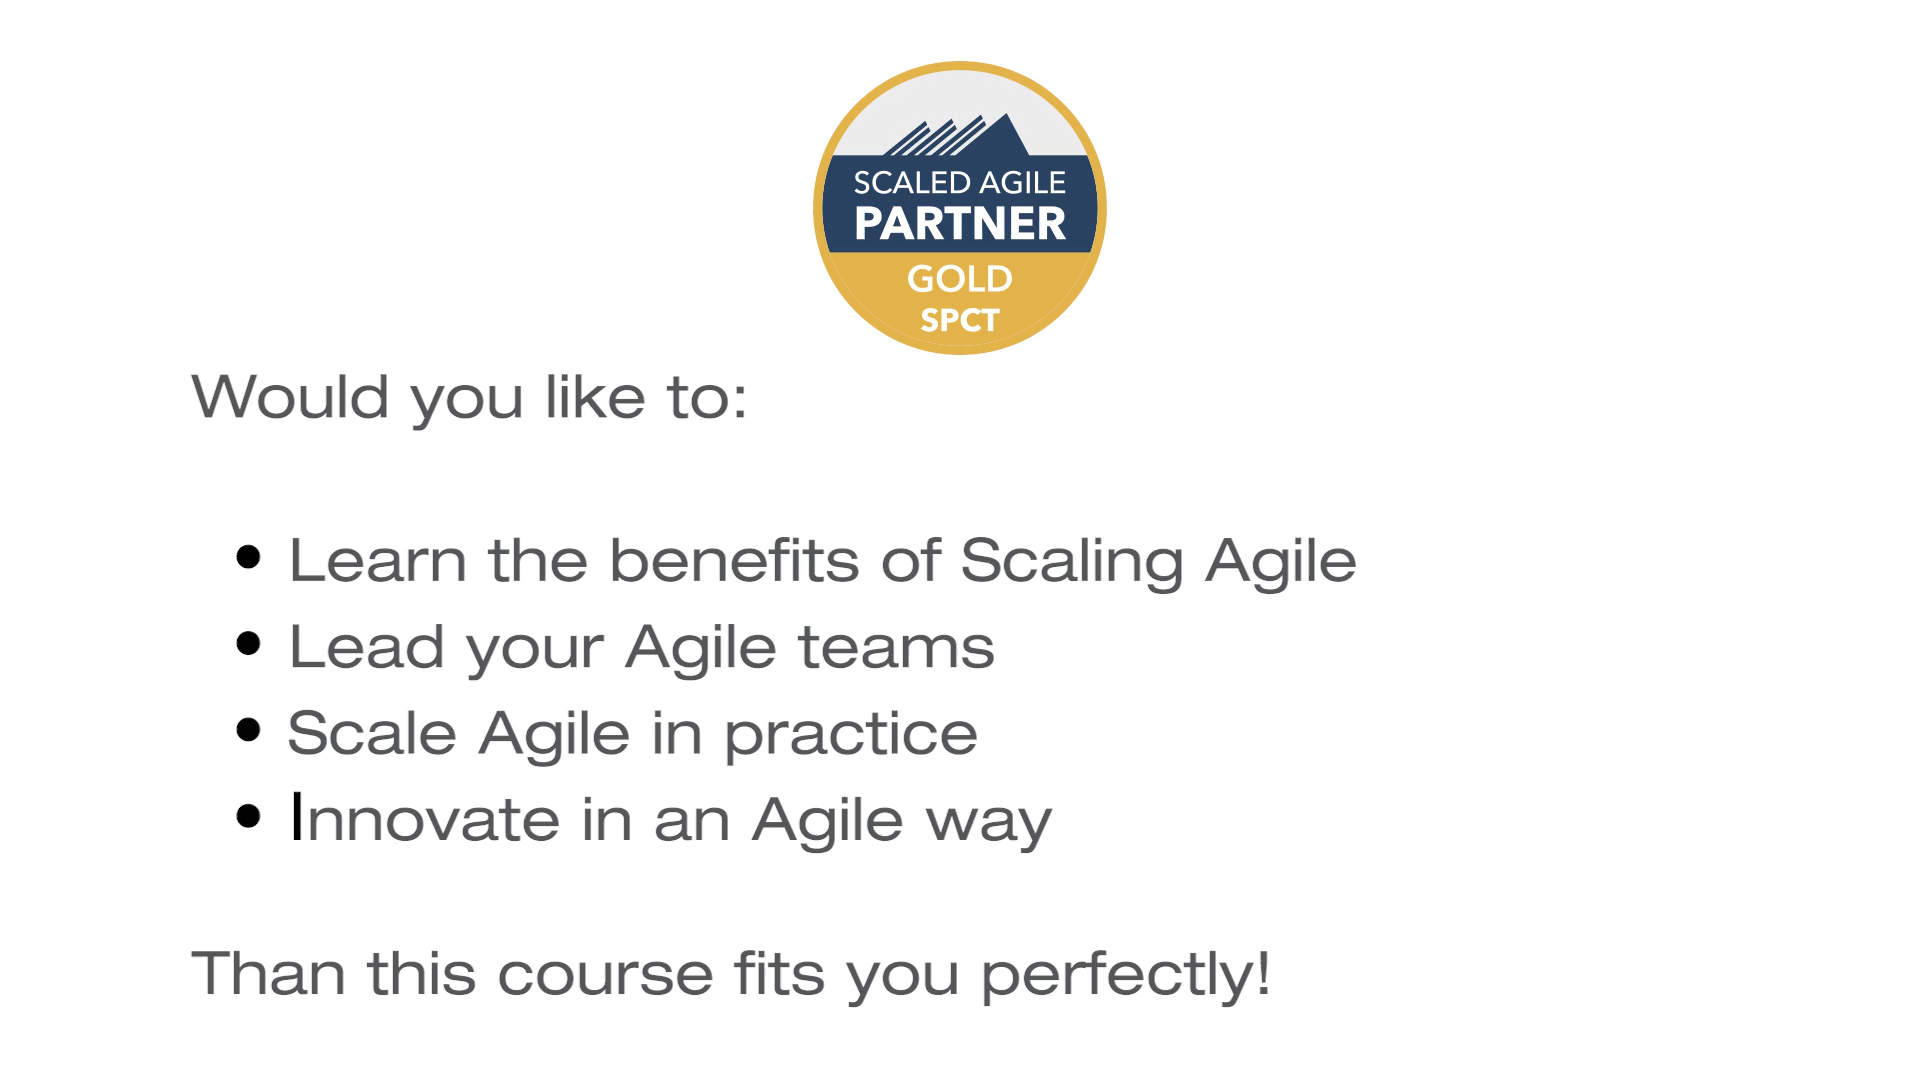 SCALED AGILE
PARTNER
GOLD
SPCT
Would you like to:
• Learn the benefits of Scaling Agile
• Lead your Agile teams
• Scale Agile in practice
• Innovate in an Agile way
Than this course fits you perfectly!